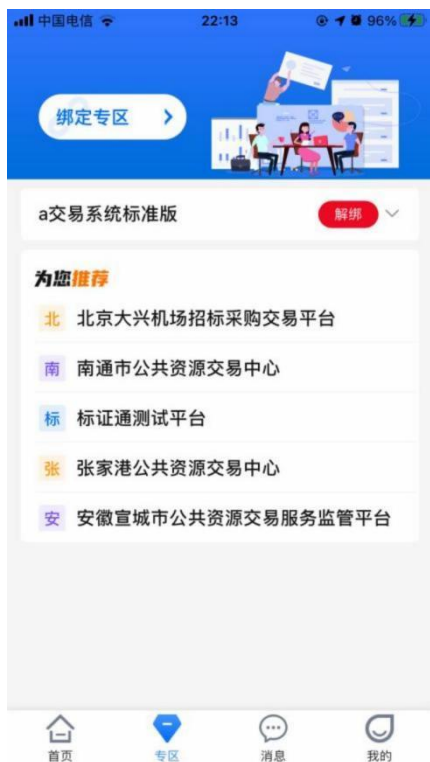 中国电信 22:13 96%
绑定专区 >
a交易系统标准版 解绑
为您推荐
北 北京大兴机场招标采购交易平台
南 南通市公共资源交易中心
标 标证通测试平台
张 张家港公共资源交易中心
安 安徽宣城市公共资源交易服务监管平台
首页 专区 消息 我的